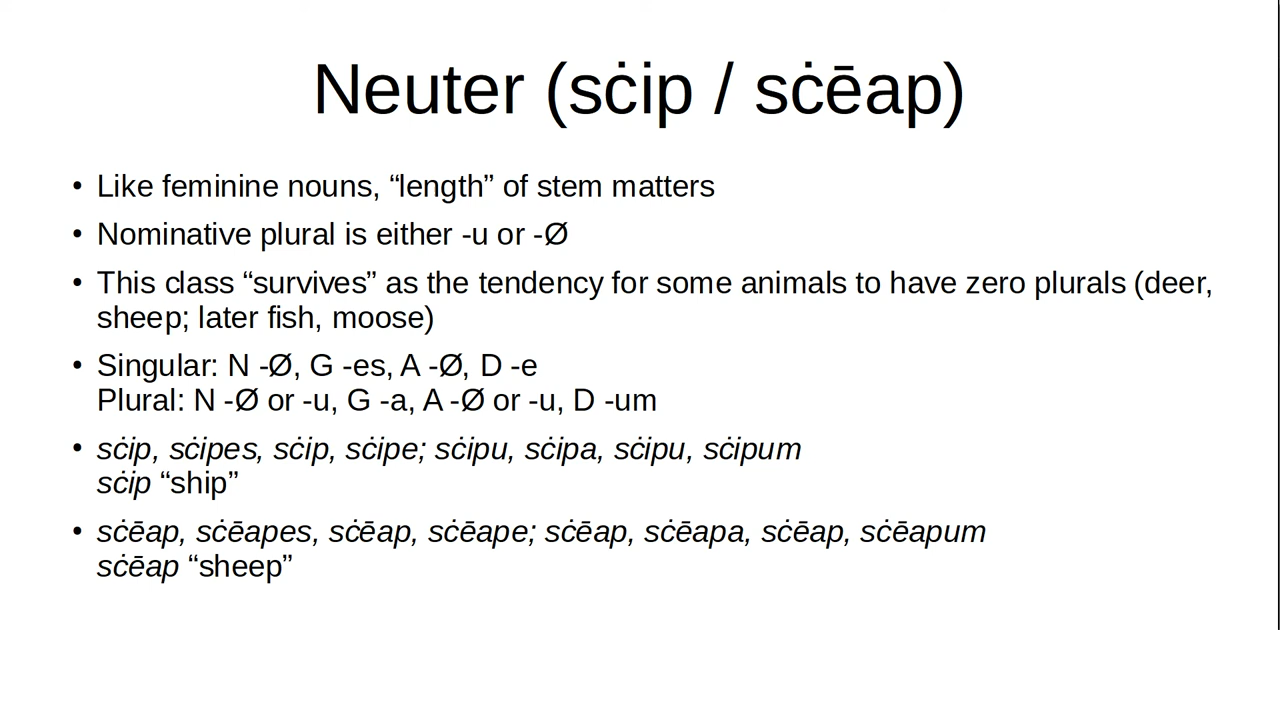 Neuter (sċip / sċēap)
• Like feminine nouns, “length” of stem matters
• Nominative plural is either -u or -Ø
• This class “survives” as the tendency for some animals to have zero plurals (deer,
sheep; later fish, moose)
• Singular: N -Ø, G -es, A -Ø, D -e
Plural: N -Ø or -u, G -a, A -Ø or -u, D -um
• sċip, sċipes, sċip, sċipe; sċipu, sċipa, sċipu, sċipum
sċip “ship”
• sċēap, sċēapes, sċēap, sċēape; sċēap, sċēapa, sċēap, sċēapum
sċēap “sheep”